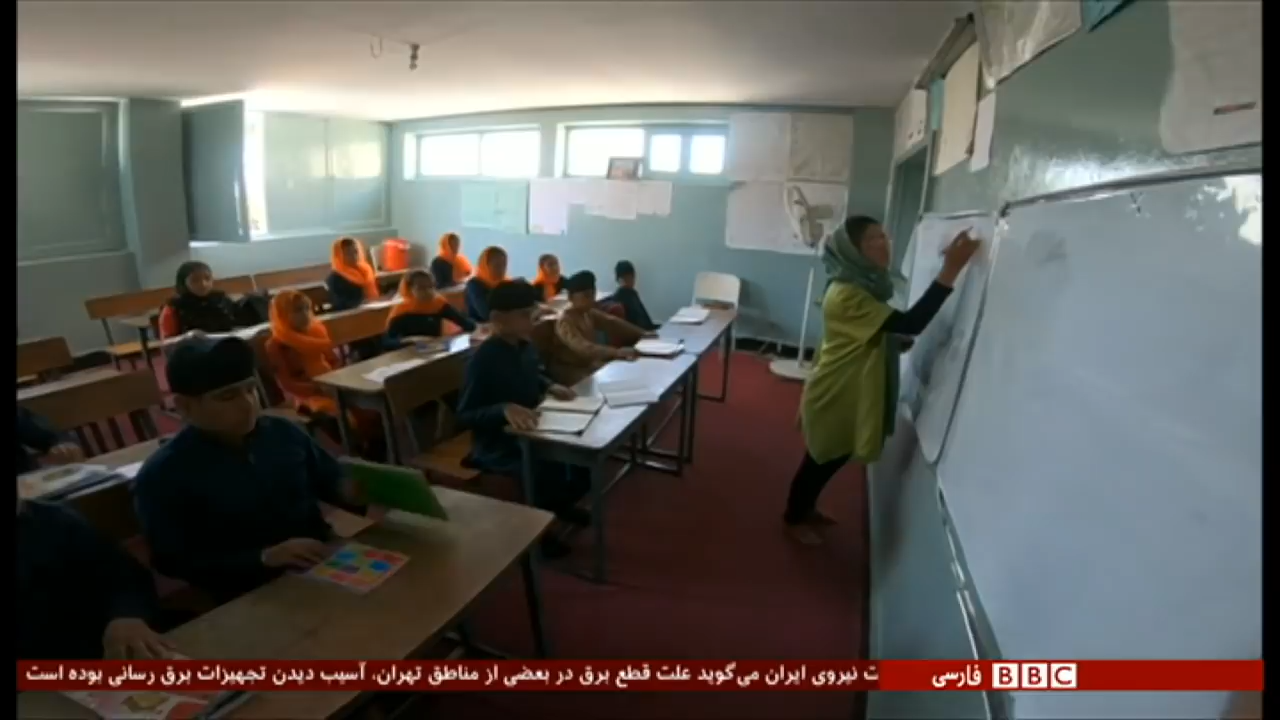 BBC فارسی
ت نیروی ایران می‌گوید علت قطع برق در بعضی از مناطق تهران، آسیب دیدن تجهیزات برق رسانی بوده است